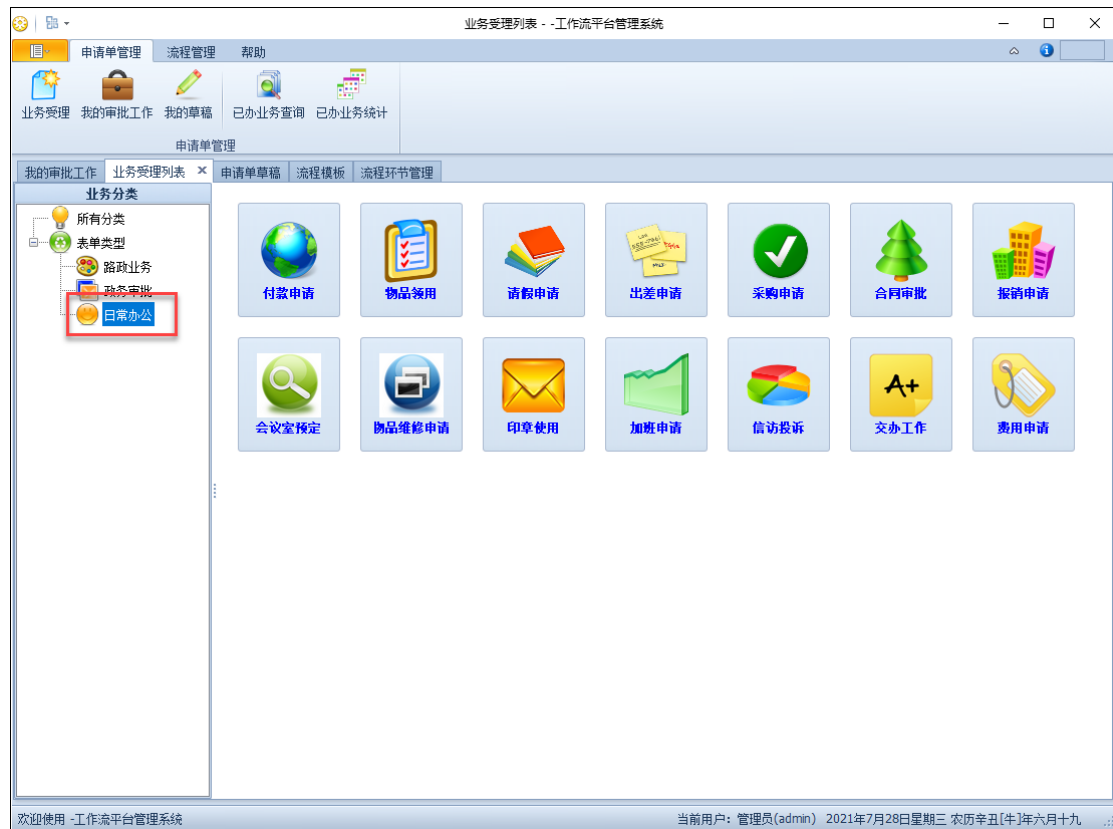 业务受理列表 - -工作流平台管理系统
申请单管理 流程管理 帮助
业务受理 我的审批工作 我的草稿 已办业务查询 已办业务统计
申请单管理
我的审批工作 业务受理列表 申请单草稿 流程模板 流程环节管理
业务分类
所有分类
表单类型
路政业务
政务审批
日常办公
付款申请 物品领用 请假申请 出差申请 采购申请 合同审批 报销申请
A+
会议室预定 物品维修申请 印章使用 加班申请 信访投诉 交办工作 费用申请
欢迎使用 -工作流平台管理系统 当前用户: 管理员(admin) 2021年7月28日星期三 农历辛丑[牛]年六月十九